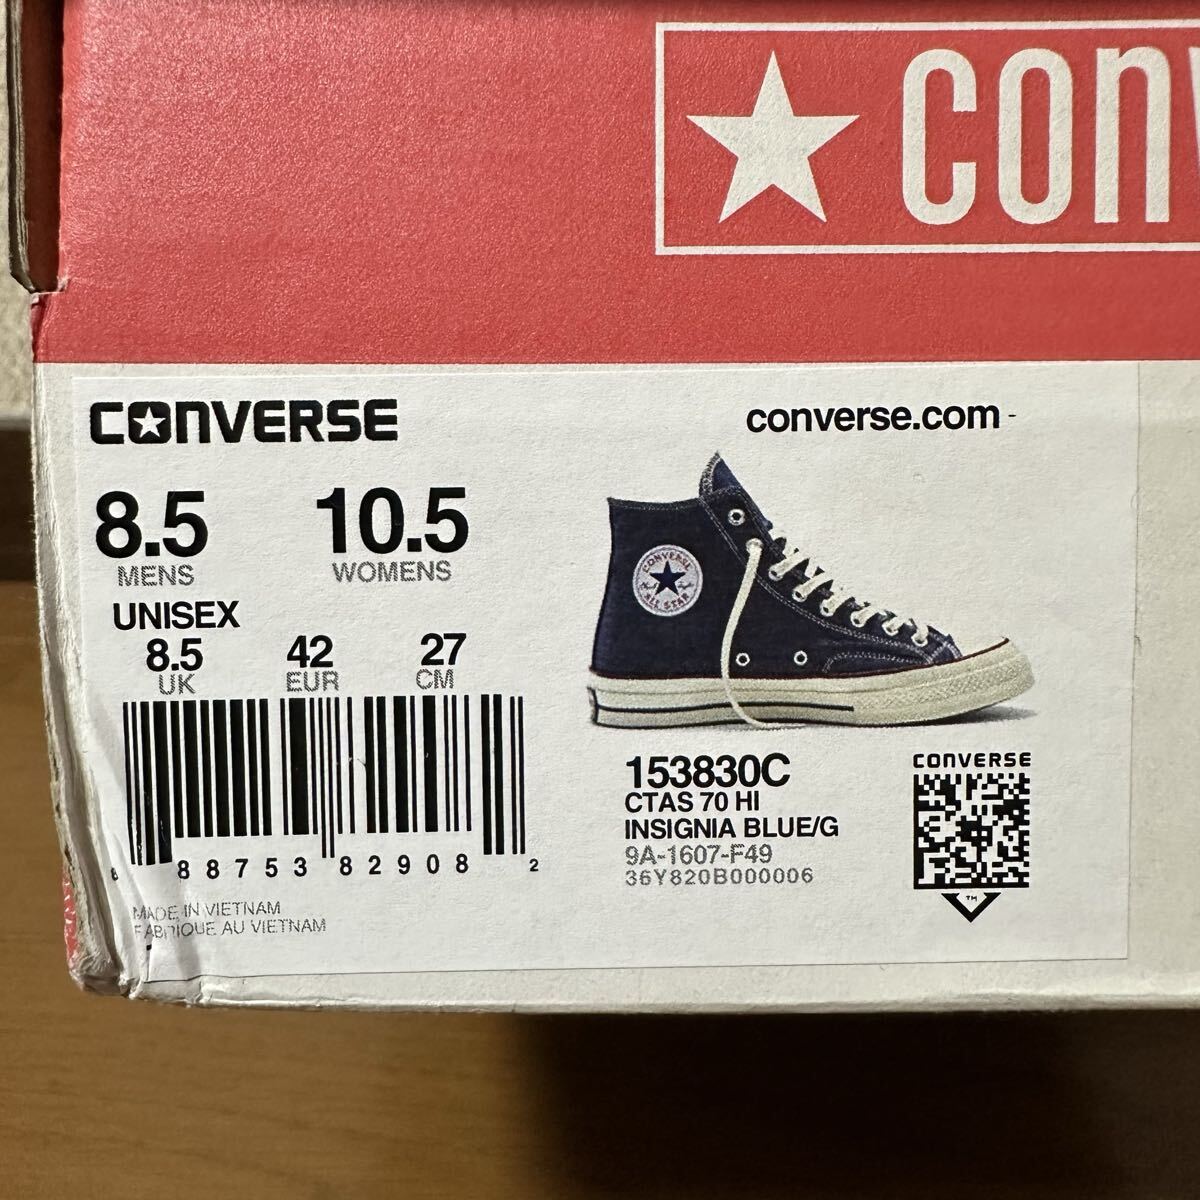 CONV
CONVERSE
converse.com
8.5 10.5
MENS WOMENS
UNISEX
8.5 42 27
UK EUR CM
CONVERSE
ALL STAR
8 88753 82908 2
MADE IN VIETNAM
FABRIQUE AU VIETNAM
153830C
CTAS 70 HI
INSIGNIA BLUE/G
9A-1607-F49
36Y820B000006
CONVERSE
TM